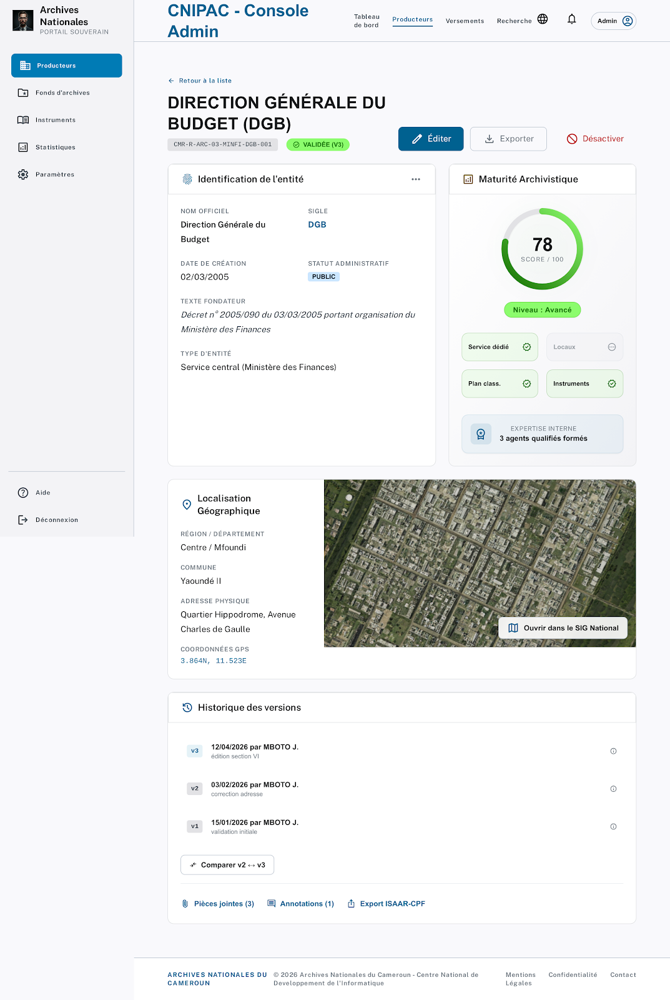 Archives
Nationales
PORTAIL SOUVERAIN
Producteurs
Fonds d'archives
Instruments
Statistiques
Paramètres
Aide
Déconnexion
CNIPAC - Console
Admin
Tableau
de bord
Producteurs
Versements
Recherche
Admin
Retour à la liste
DIRECTION GÉNÉRALE DU
BUDGET (DGB)
CMR-R-ARC-03-MINFI-DGB-001
VALIDÉE (V3)
Éditer
Exporter
Désactiver
Identification de l'entité
NOM OFFICIEL
Direction Générale du
Budget
SIGLE
DGB
DATE DE CRÉATION
02/03/2005
STATUT ADMINISTRATIF
PUBLIC
TEXTE FONDATEUR
Décret n° 2005/090 du 03/03/2005 portant organisation du
Ministère des Finances
TYPE D'ENTITÉ
Service central (Ministère des Finances)
Maturité Archivistique
78
SCORE / 100
Niveau : Avancé
Service dédié
Locaux
Plan class.
Instruments
EXPERTISE INTERNE
3 agents qualifiés formés
Localisation
Géographique
RÉGION / DÉPARTEMENT
Centre / Mfoundi
COMMUNE
Yaoundé II
ADRESSE PHYSIQUE
Quartier Hippodrome, Avenue
Charles de Gaulle
COORDONNÉES GPS
3.864N, 11.523E
Ouvrir dans le SIG National
Historique des versions
v3
12/04/2026 par MBOTO J.
édition section VI
v2
03/02/2026 par MBOTO J.
correction adresse
v1
15/01/2026 par MBOTO J.
validation initiale
Comparer v2 ↔ v3
Pièces jointes (3)
Annotations (1)
Export ISAAR-CPF
ARCHIVES NATIONALES DU
CAMEROUN
© 2026 Archives Nationales du Cameroun - Centre National de
Developpement de l'Informatique
Mentions
Légales
Confidentialité
Contact